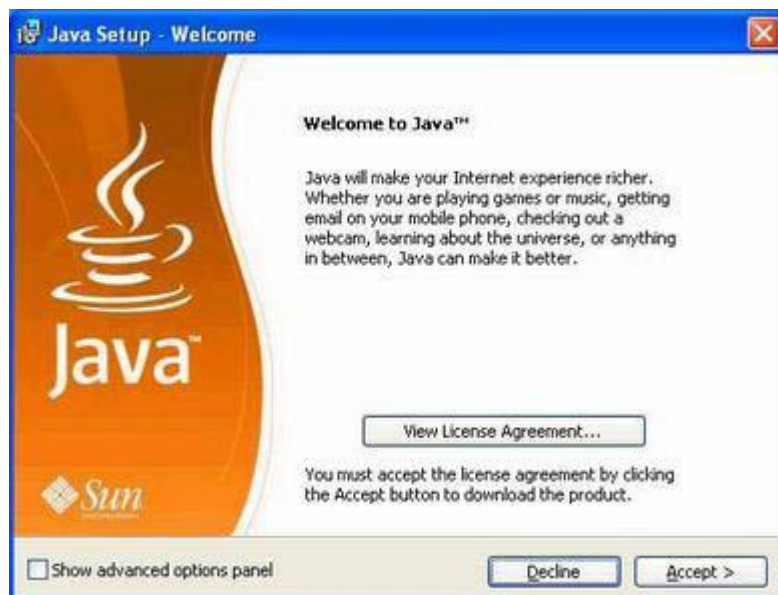 Java Setup - Welcome
Welcome to Java™
Java will make your Internet experience richer.
Whether you are playing games or music, getting
email on your mobile phone, checking out a
webcam, learning about the universe, or anything
in between, Java can make it better.
Java™
View License Agreement...
You must accept the license agreement by clicking
the Accept button to download the product.
Sun
Show advanced options panel
Decline
Accept >